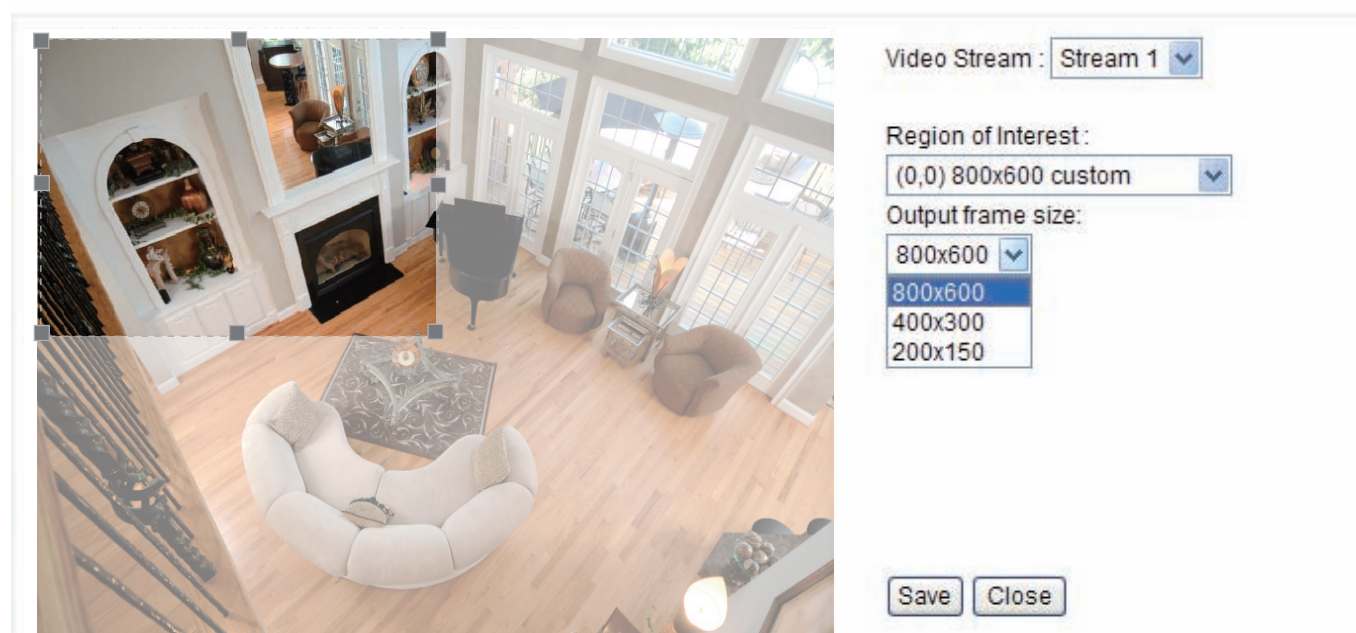 Video Stream : Stream 1
Region of Interest :
(0,0) 800x600 custom
Output frame size:
800x600
800x600
400x300
200x150
Save Close